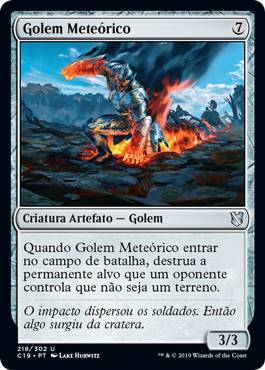 Golem Meteórico 7
Criatura Artefato — Golem
Quando Golem Meteórico entrar
no campo de batalha, destrua a
permanente alvo que um oponente
controla que não seja um terreno.
O impacto dispersou os soldados. Então
algo surgiu da cratera.
3/3
218/302 U
C19 • PT Lake Hurwitz
™ & © 2019 Wizards of the Coast